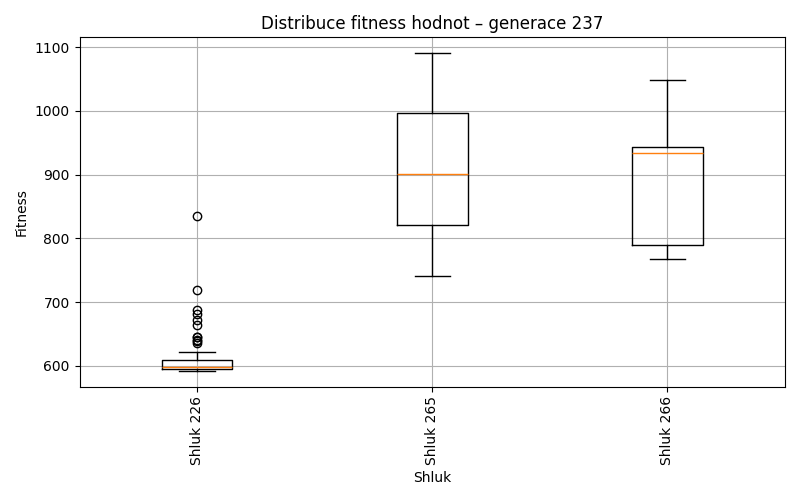 Distribuce fitness hodnot – generace 237
1100
1000
900
800
700
600
Fitness
Shluk 226
Shluk 265
Shluk 266
Shluk